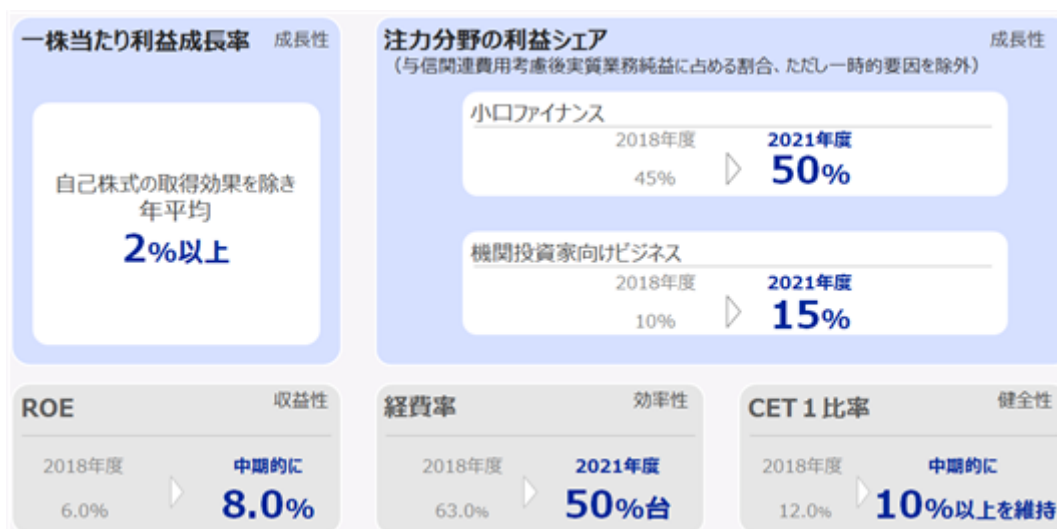 一株当たり利益成長率 成長性
自己株式の取得効果を除き
年平均
2%以上
注力分野の利益シェア 成長性
(与信関連費用考慮後実質業務純益に占める割合、ただし一時的要因を除外)
小口ファイナンス
2018年度 2021年度
45% 50%
機関投資家向けビジネス
2018年度 2021年度
10% 15%
ROE 収益性
2018年度 中期的に
6.0% 8.0%
経費率 効率性
2018年度 2021年度
63.0% 50%台
CET1比率 健全性
2018年度 中期的に
12.0% 10%以上を維持